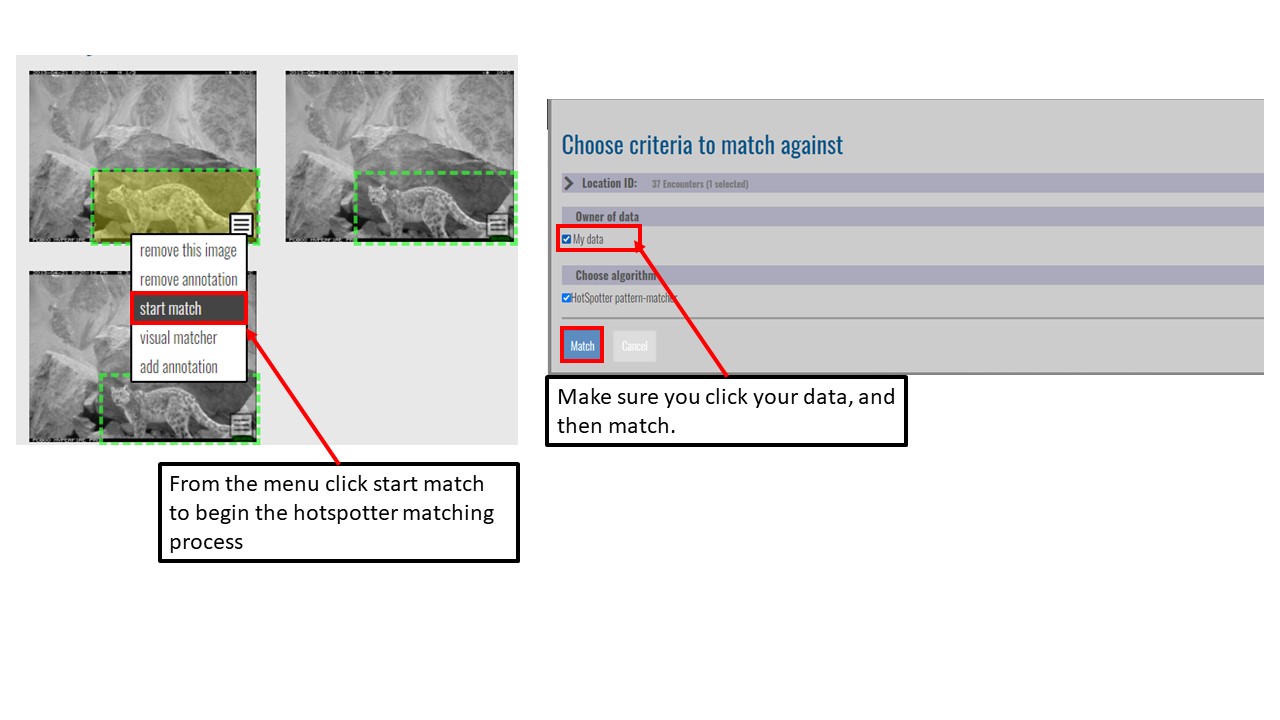 remove this image
remove annotation
start match
visual matcher
add annotation
From the menu click start match
to begin the hotspotter matching
process
Choose criteria to match against
Location ID: 37 Encounters (1 selected)
Owner of data
My data
Choose algorithm
HotSpotter pattern-matcher
Match Cancel
Make sure you click your data, and
then match.